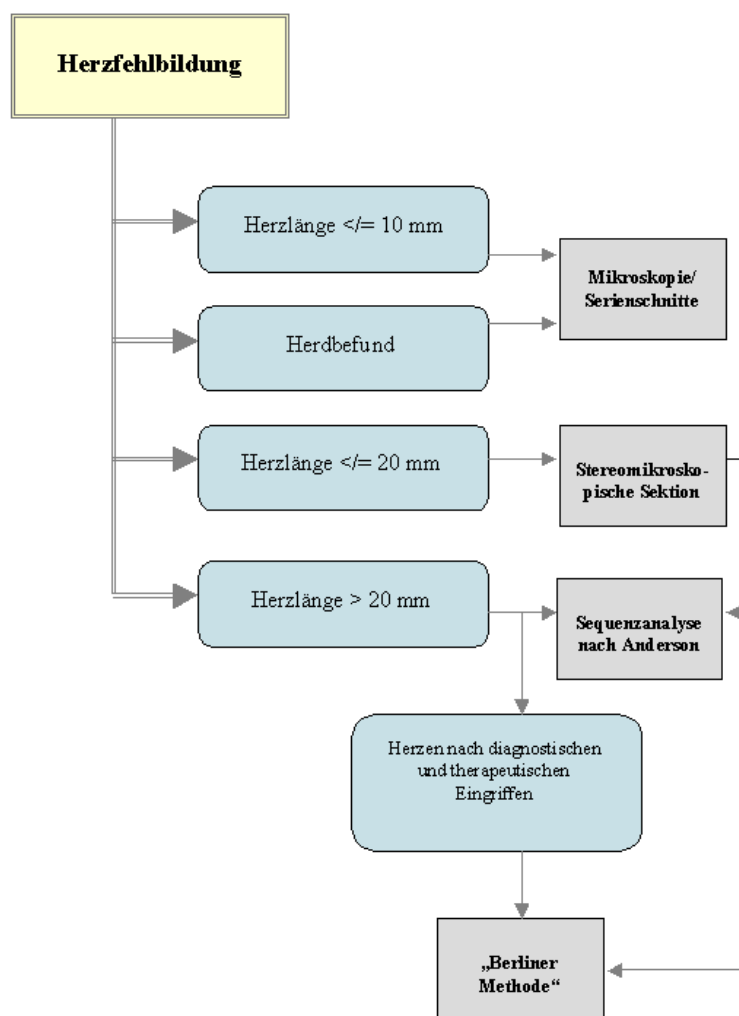 Herzfehlbildung
Herzlänge </= 10 mm
Mikroskopie/
Serienschnitte
Herdbefund
Herzlänge </= 20 mm
Stereomikrosko-
pische Sektion
Herzlänge > 20 mm
Sequenzanalyse
nach Anderson
Herzen nach diagnostischen
und therapeutischen
Eingriffen
„Berliner
Methode“